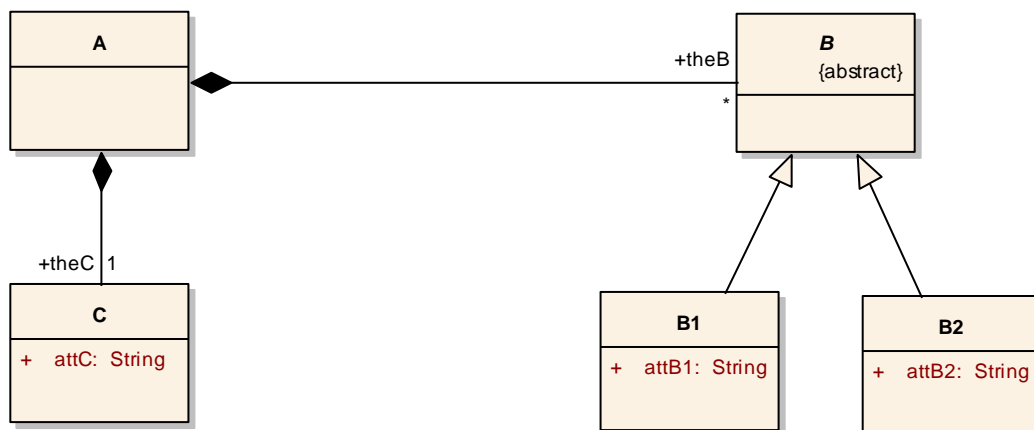 A
B
{abstract}
+theB
*
+theC 1
C
+ attC: String
B1
+ attB1: String
B2
+ attB2: String